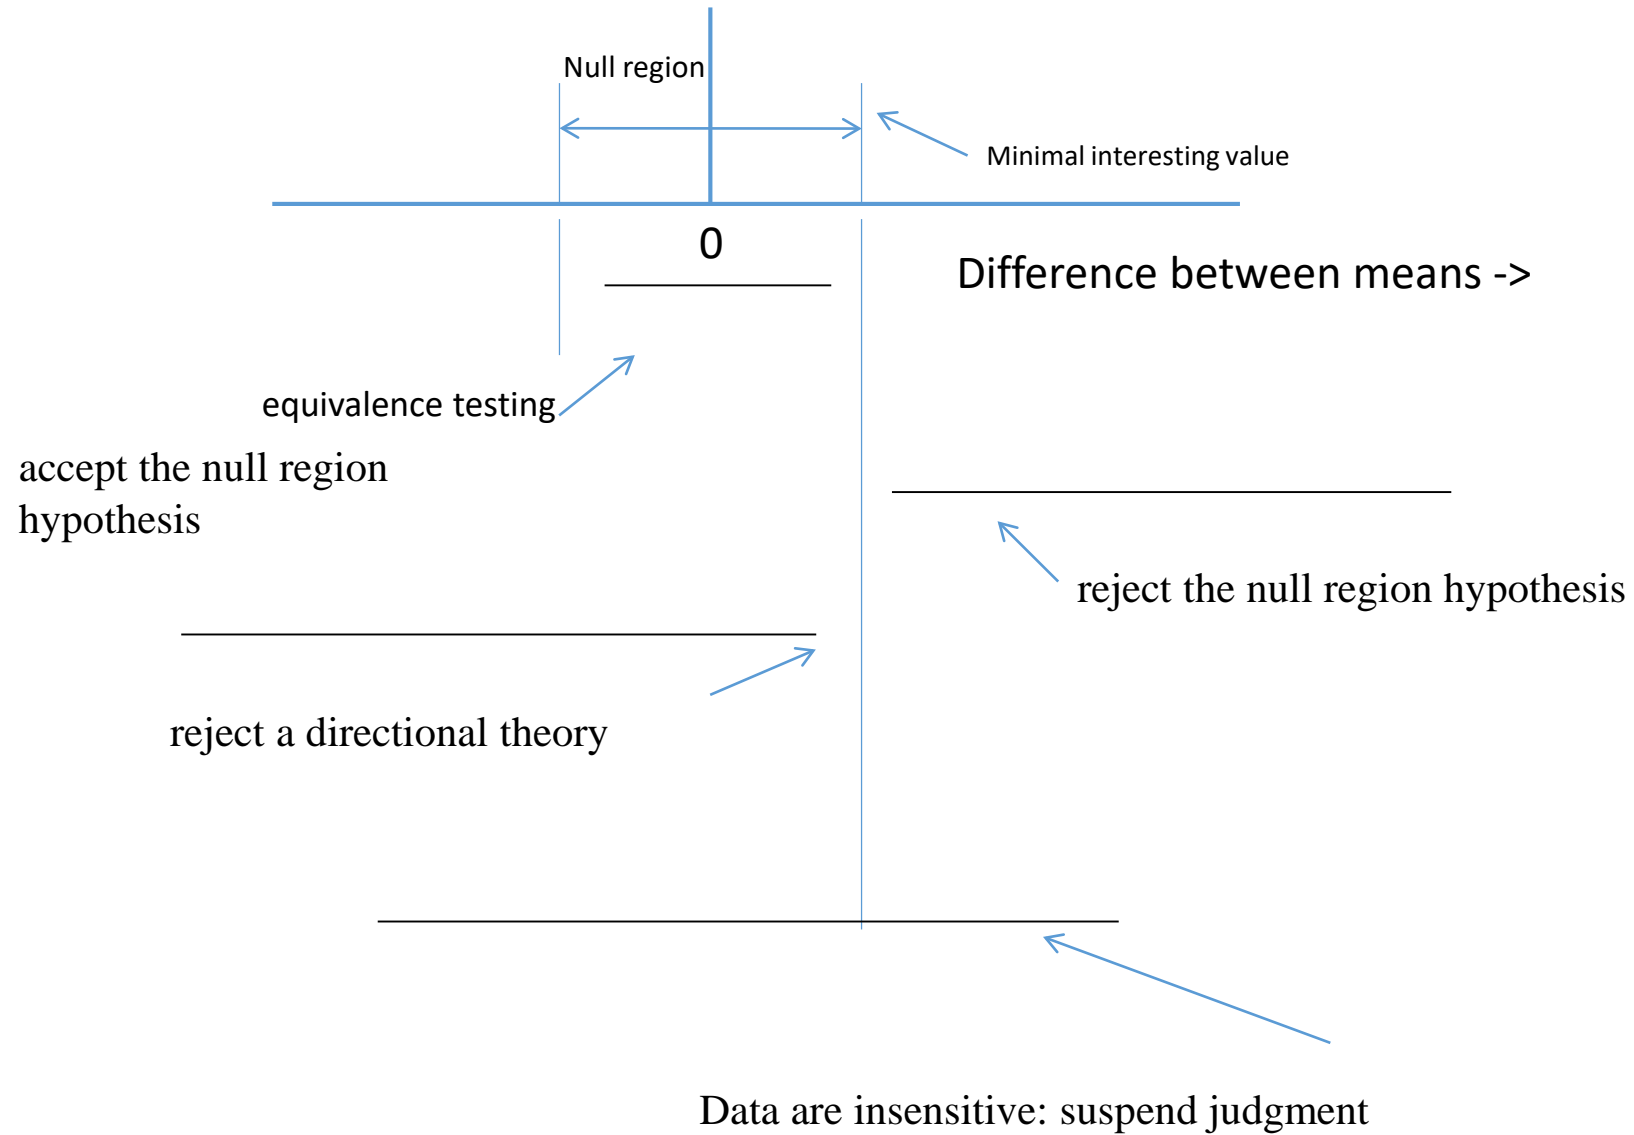 Null region
Minimal interesting value
0
Difference between means ->
equivalence testing
accept the null region
hypothesis
reject the null region hypothesis
reject a directional theory
Data are insensitive: suspend judgment